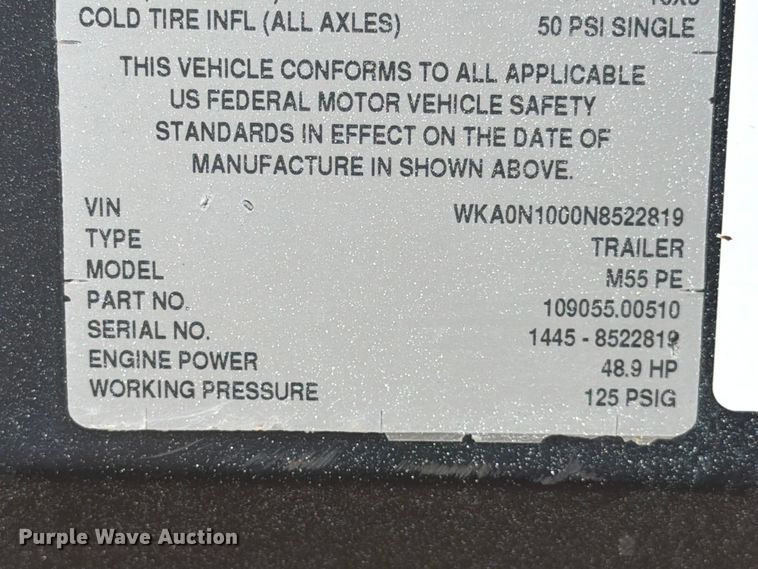 COLD TIRE INFL (ALL AXLES) 50 PSI SINGLE
THIS VEHICLE CONFORMS TO ALL APPLICABLE
US FEDERAL MOTOR VEHICLE SAFETY
STANDARDS IN EFFECT ON THE DATE OF
MANUFACTURE IN SHOWN ABOVE.
VIN WKA0N1000N8522819
TYPE TRAILER
MODEL M55 PE
PART NO. 109055.00510
SERIAL NO. 1445 - 8522819
ENGINE POWER 48.9 HP
WORKING PRESSURE 125 PSIG
Purple Wave Auction